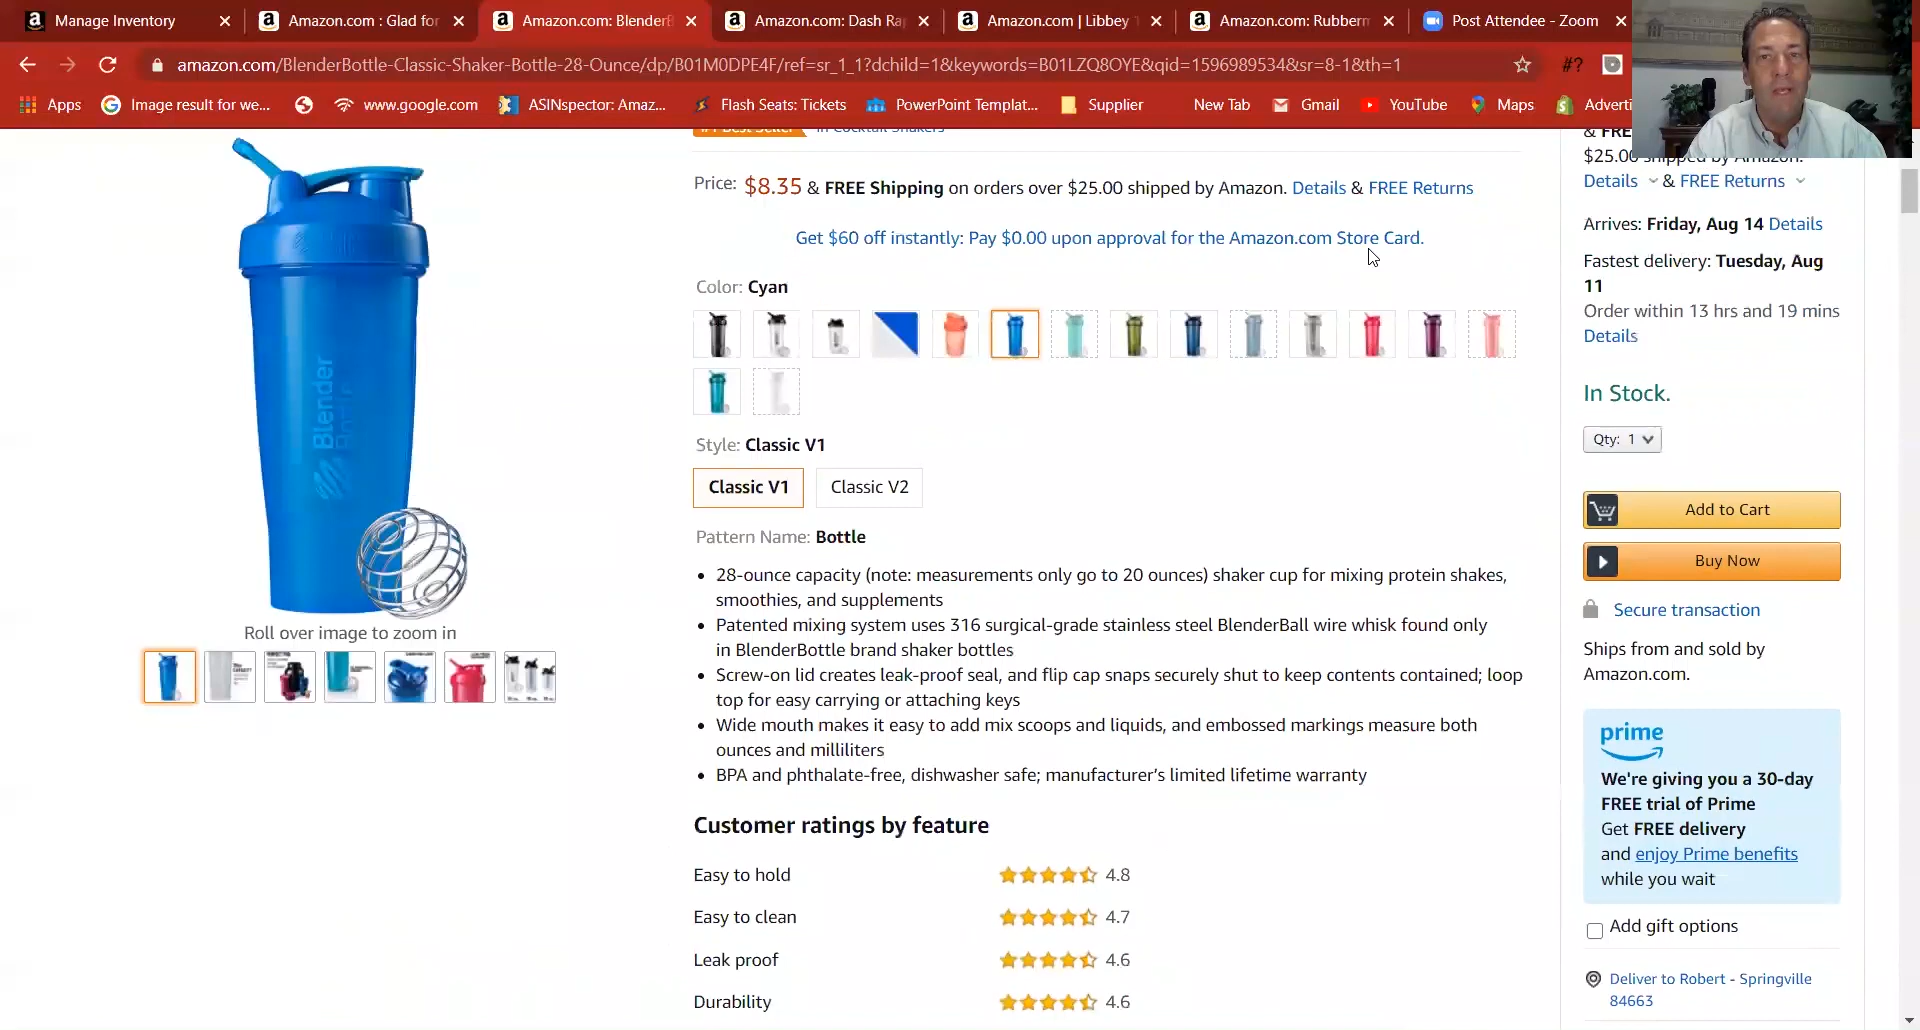 Manage Inventory
Amazon.com : Glad for
Amazon.com: BlenderB
Amazon.com: Dash Rap
Amazon.com | Libbey
Amazon.com: Rubberm
Post Attendee - Zoom
amazon.com/BlenderBottle-Classic-Shaker-Bottle-28-Ounce/dp/B01M0DPE4F/ref=sr_1_1?dchild=1&keywords=B01LZQ8OYE&qid=1596989534&sr=8-1&th=1
#?
Apps
Image result for we...
www.google.com
ASINspector: Amaz...
Flash Seats: Tickets
PowerPoint Templat...
Supplier
New Tab
Gmail
YouTube
Maps
Adverti
#1 Best Seller in Cocktail Shakers
Price: $8.35 & FREE Shipping on orders over $25.00 shipped by Amazon. Details & FREE Returns
Get $60 off instantly: Pay $0.00 upon approval for the Amazon.com Store Card.
Color: Cyan
Style: Classic V1
Classic V1
Classic V2
Pattern Name: Bottle
• 28-ounce capacity (note: measurements only go to 20 ounces) shaker cup for mixing protein shakes,
smoothies, and supplements
• Patented mixing system uses 316 surgical-grade stainless steel BlenderBall wire whisk found only
in BlenderBottle brand shaker bottles
• Screw-on lid creates leak-proof seal, and flip cap snaps securely shut to keep contents contained; loop
top for easy carrying or attaching keys
• Wide mouth makes it easy to add mix scoops and liquids, and embossed markings measure both
ounces and milliliters
• BPA and phthalate-free, dishwasher safe; manufacturer's limited lifetime warranty
Customer ratings by feature
Easy to hold 4.8
Easy to clean 4.7
Leak proof 4.6
Durability 4.6
Blender
Bottle
Roll over image to zoom in
& FRE
$25.00 shipped by Amazon.
Details & FREE Returns
Arrives: Friday, Aug 14 Details
Fastest delivery: Tuesday, Aug
11
Order within 13 hrs and 19 mins
Details
In Stock.
Qty: 1
Add to Cart
Buy Now
Secure transaction
Ships from and sold by
Amazon.com.
prime
We're giving you a 30-day
FREE trial of Prime
Get FREE delivery
and enjoy Prime benefits
while you wait
Add gift options
Deliver to Robert - Springville
84663